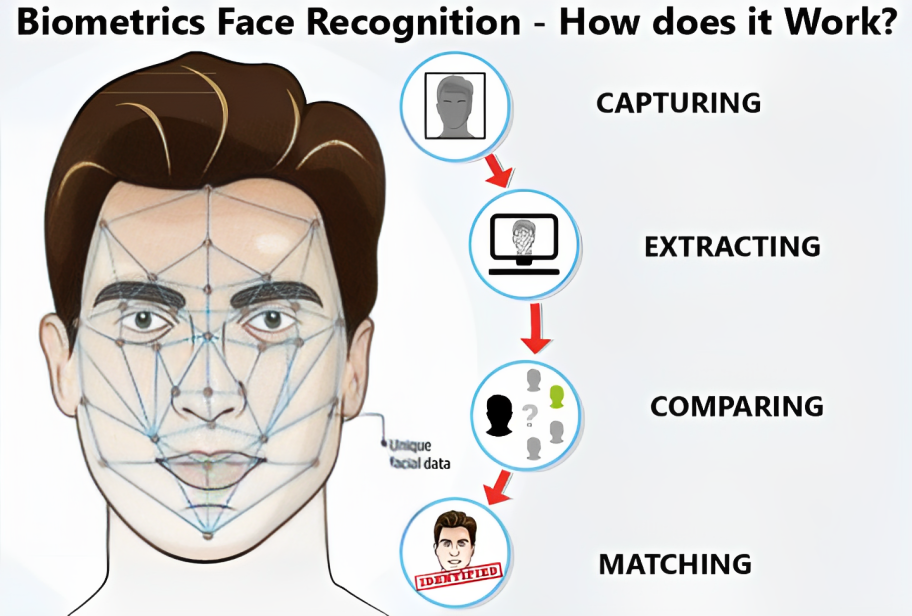 Biometrics Face Recognition - How does it Work?
CAPTURING
EXTRACTING
?
COMPARING
Unique
facial data
IDENTIFIED
MATCHING